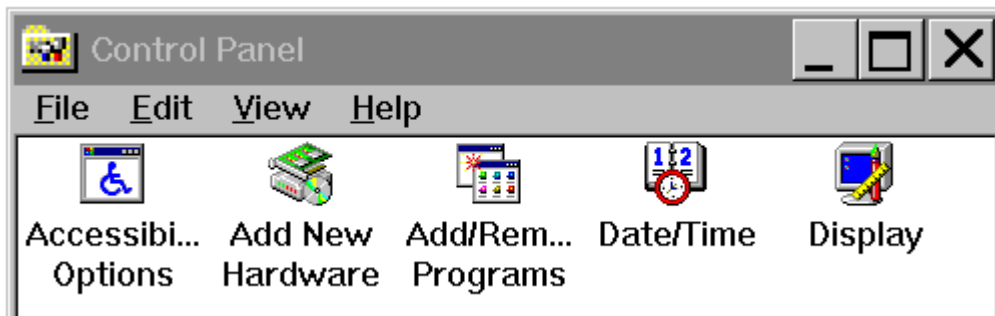 Control Panel
File Edit View Help
Accessibi... Add New Add/Rem... Date/Time Display
Options Hardware Programs